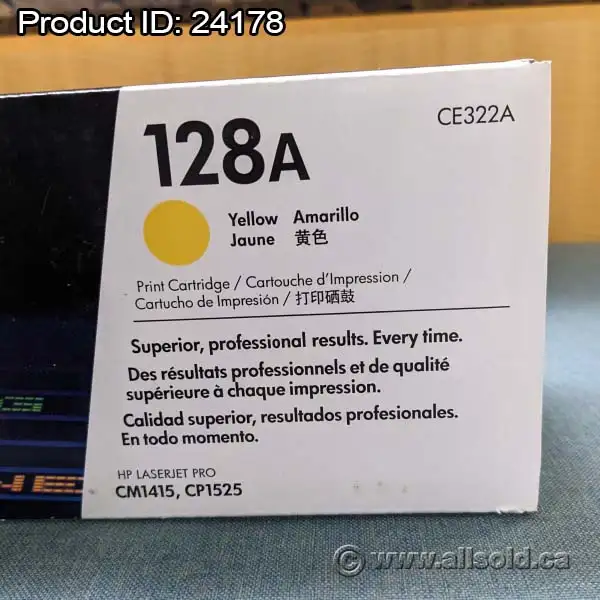 Product ID: 24178
CE322A
128A
Yellow Amarillo
Jaune 黄色
Print Cartridge / Cartouche d'Impression /
Cartucho de Impresión / 打印硒鼓
Superior, professional results. Every time.
Des résultats professionnels et de qualité
supérieure à chaque impression.
Calidad superior, resultados profesionales.
En todo momento.
HP LASERJET PRO
CM1415, CP1525
© www.allsold.ca